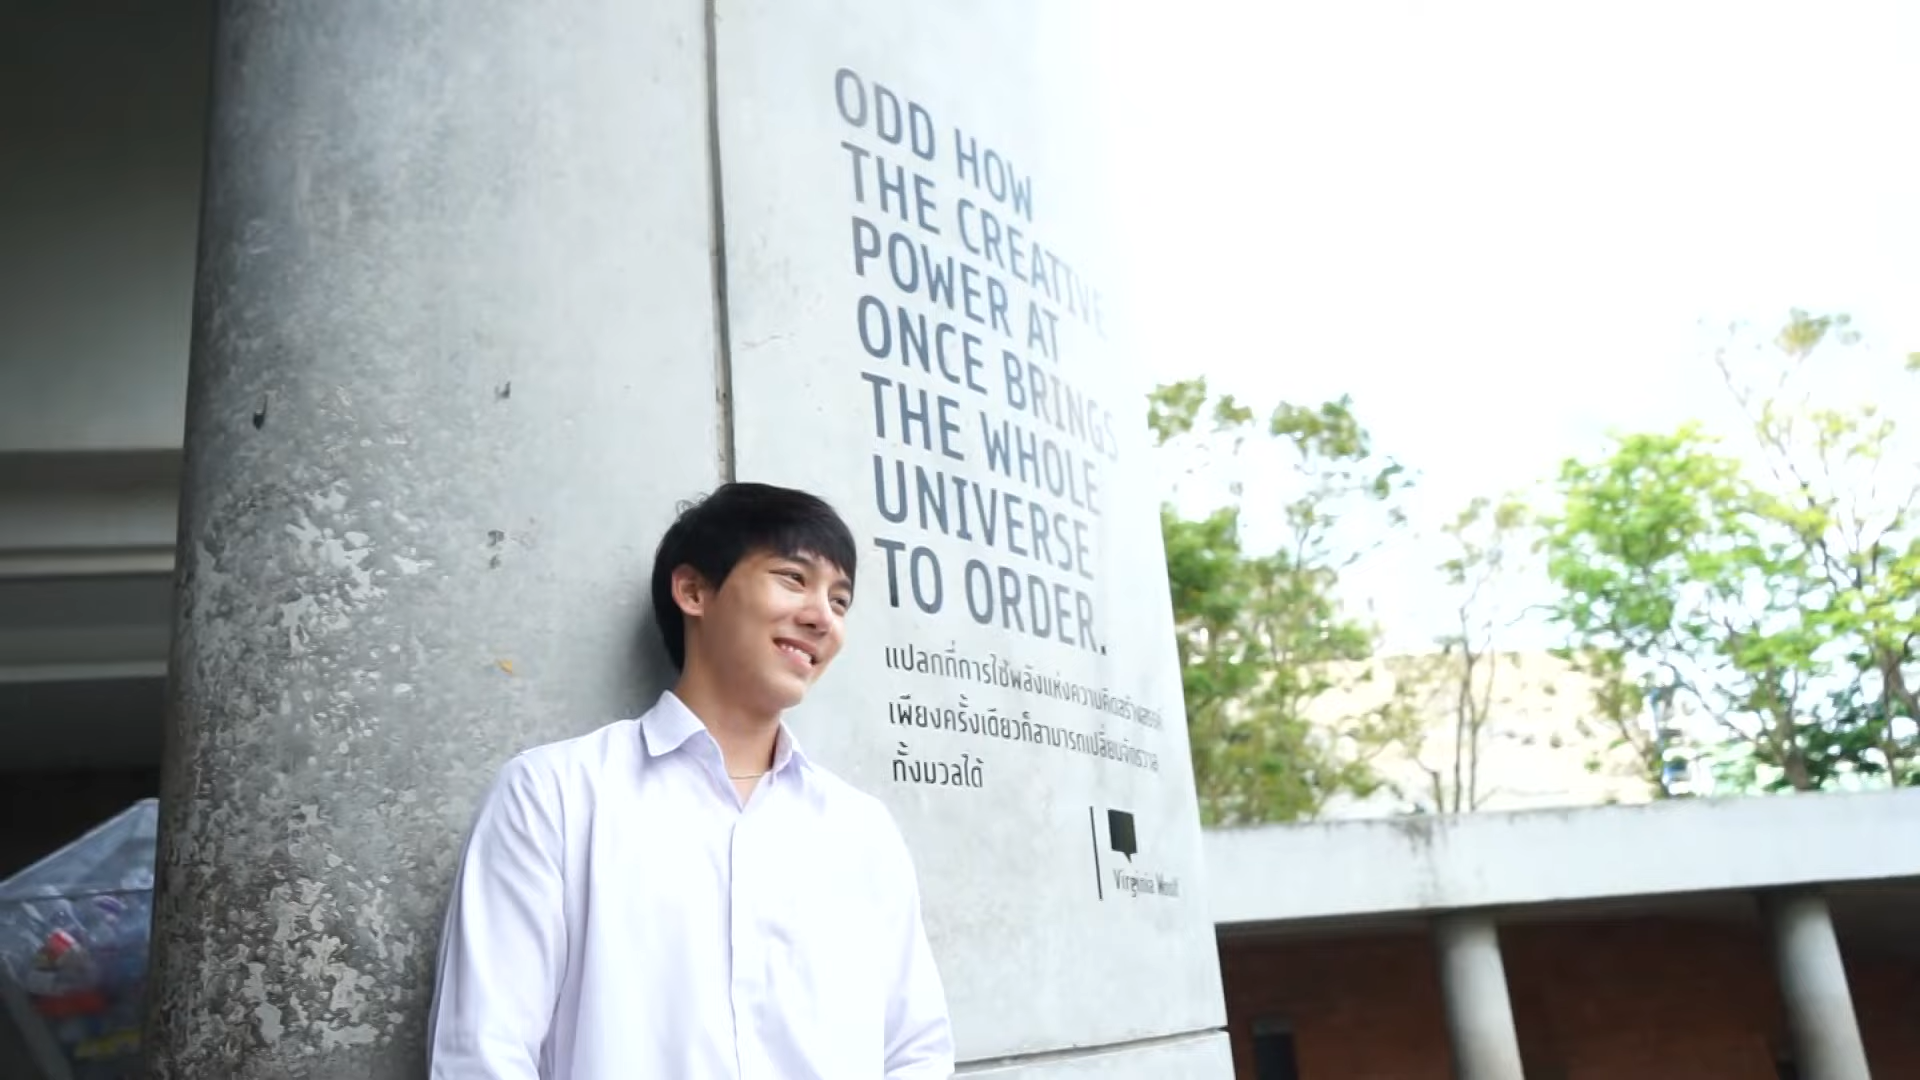 ODD HOW
THE CREATIVE
POWER AT
ONCE BRINGS
THE WHOLE
UNIVERSE
TO ORDER.
แปลกที่การใช้พลังแห่งความคิดสร้างสรรค์
เพียงครั้งเดียวก็สามารถเปลี่ยนจักรวาล
ทั้งมวลได้
Virginia Woolf